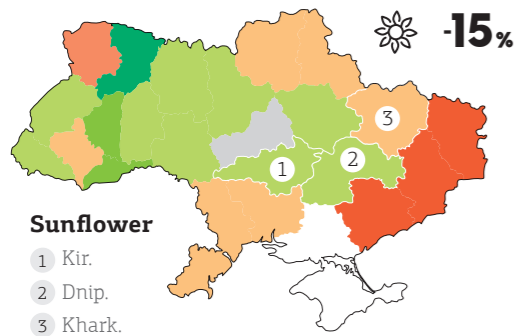 -15%
3
2
1
Sunflower
1 Kir.
2 Dnip.
3 Khark.